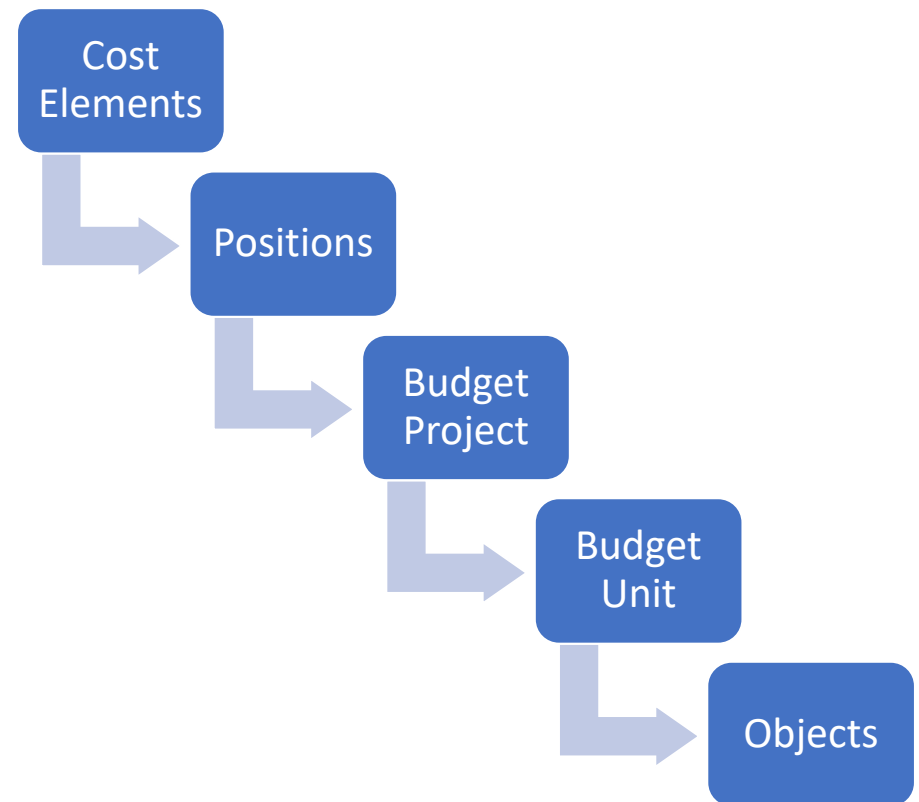 Cost
Elements
Positions
Budget
Project
Budget
Unit
Objects